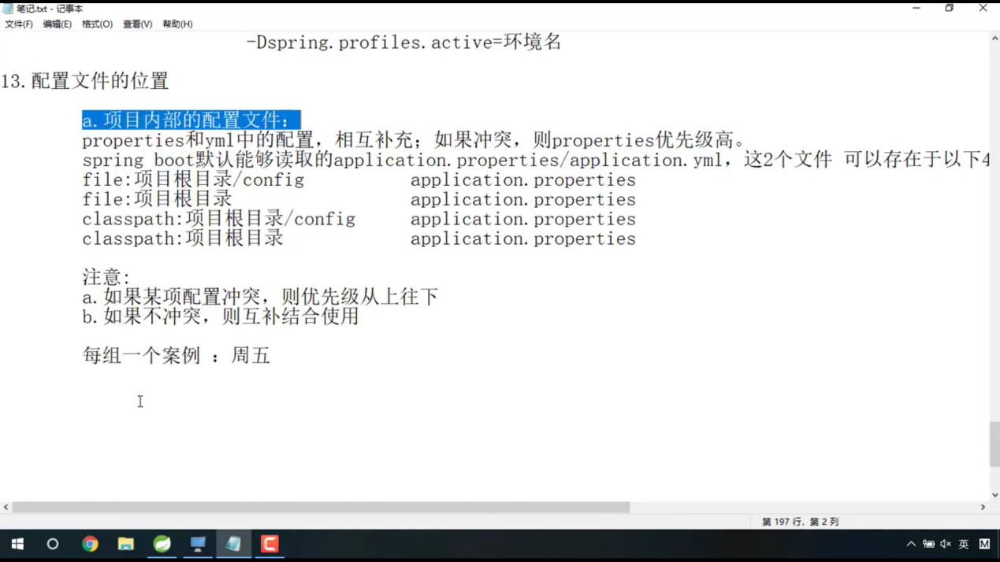 笔记.txt - 记事本
文件(F) 编辑(E) 格式(O) 查看(V) 帮助(H)
-Dspring.profiles.active=环境名
13.配置文件的位置
a.项目内部的配置文件：
properties和yml中的配置，相互补充；如果冲突，则properties优先级高。
spring boot默认能够读取的application.properties/application.yml，这2个文件 可以存在于以下4
file:项目根目录/config application.properties
file:项目根目录 application.properties
classpath:项目根目录/config application.properties
classpath:项目根目录 application.properties
注意:
a.如果某项配置冲突，则优先级从上往下
b.如果不冲突，则互补结合使用
每组一个案例 ：周五
第 197 行，第 2 列
英 M